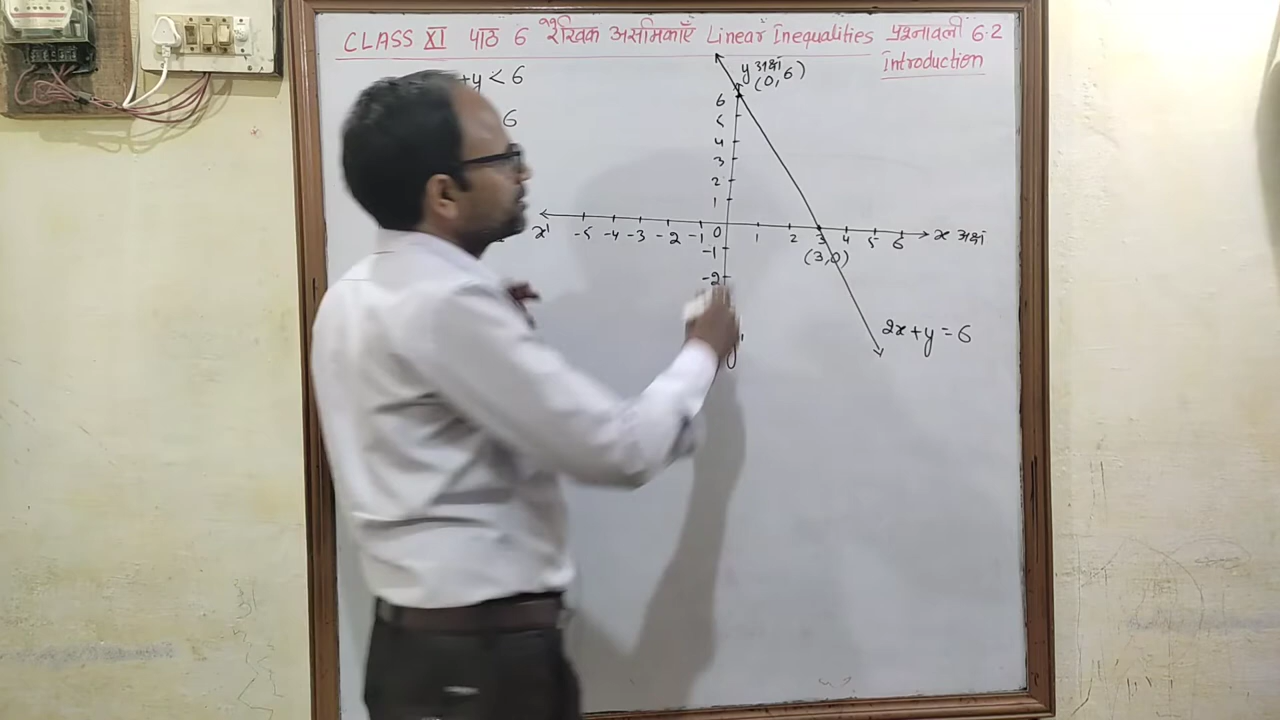 CLASS XI पाठ 6 रैखिक असमिकाएँ Linear Inequalities प्रश्नावली 6.2
Introduction
+y < 6
6
y अक्ष
(0, 6)
6
5
4
3
2
1
x' -5 -4 -3 -2 -1 0 1 2 3 4 5 6 x अक्ष
(3,0)
-1
-2
2x+y = 6